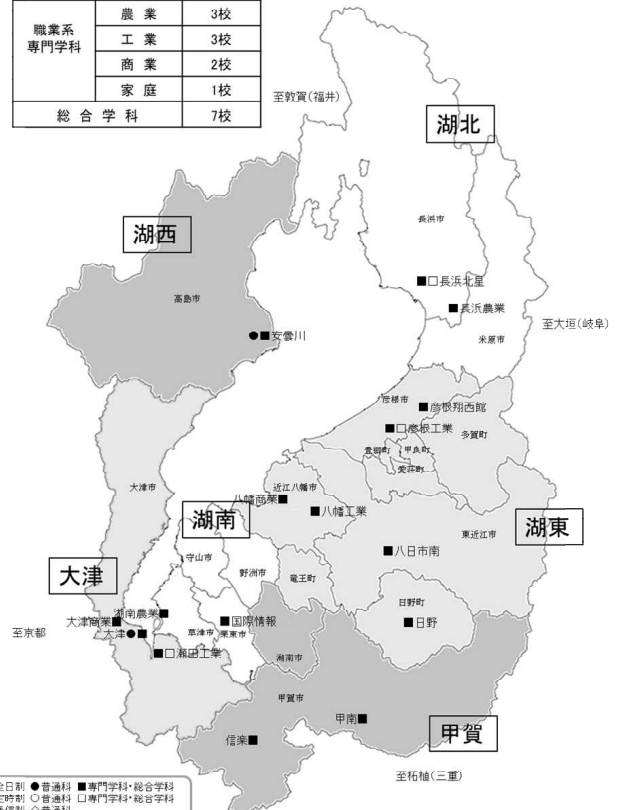 職業系専門学科 農業 3校
工業 3校
商業 2校
家庭 1校
総合学科 7校
至敦賀(福井)
湖北
長浜市
湖西
■□長浜北星
高島市
■長浜農業
至大垣(岐阜)
●■安曇川
米原市
彦根市
■彦根翔西館
■□彦根工業
多賀町
豊郷町
甲良町
愛荘町
大津市
近江八幡市
八幡商業■
■八幡工業
湖南
湖東
東近江市
守山市
■八日市南
野洲市
大津
竜王町
日野町
湖南農業■
大津商業■
■国際情報
■日野
至京都
大津●■
草津市
栗東市
■□瀬田工業
湖南市
甲賀市
甲南■
甲賀
信楽■
至柘植(三重)
全日制 ●普通科 ■専門学科・総合学科
定時制 ○普通科 □専門学科・総合学科